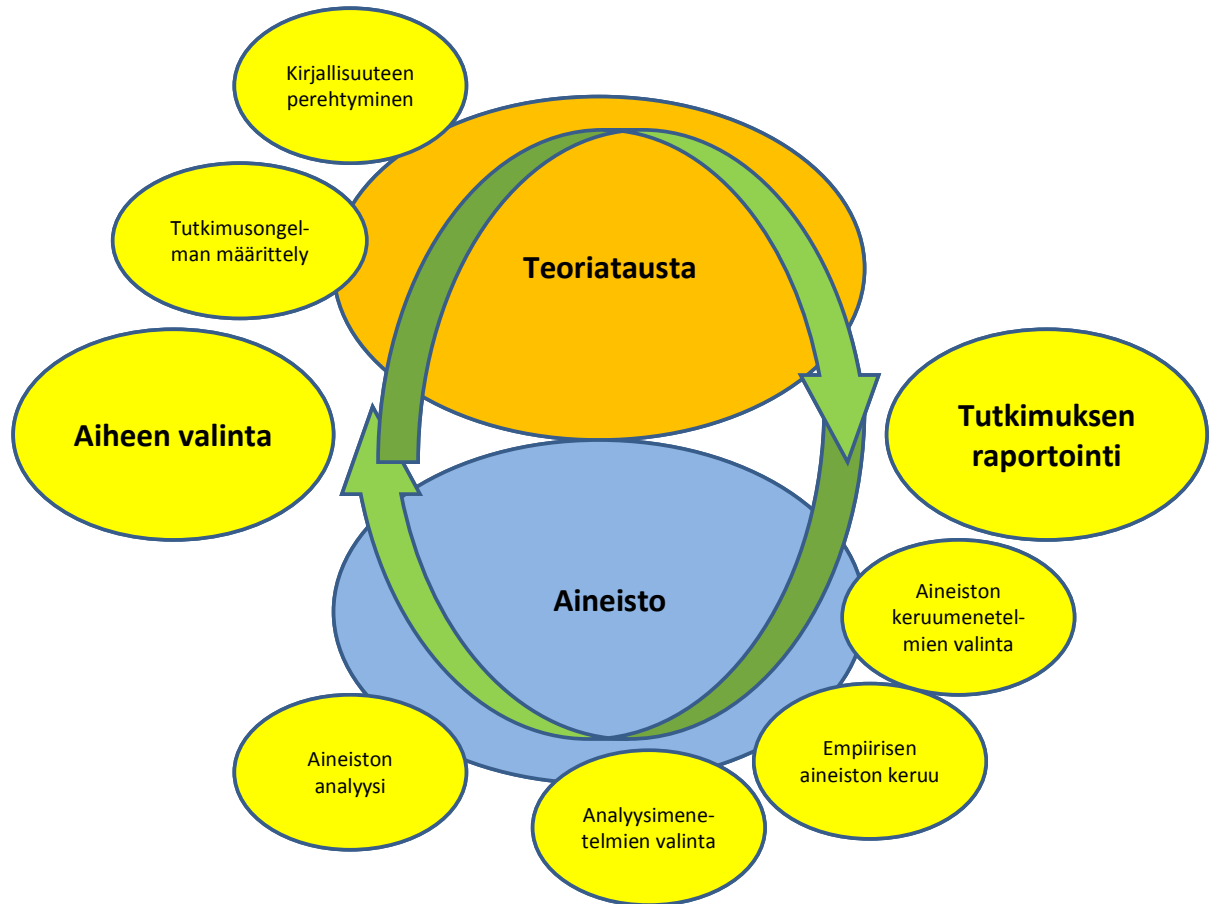 Kirjallisuuteen
perehtyminen
Tutkimusongel-
man määrittely
Teoriatausta
Aiheen valinta
Tutkimuksen
raportointi
Aineisto
Aineiston
keruumenetel-
mien valinta
Empiirisen
aineiston keruu
Aineiston
analyysi
Analyysimene-
telmien valinta